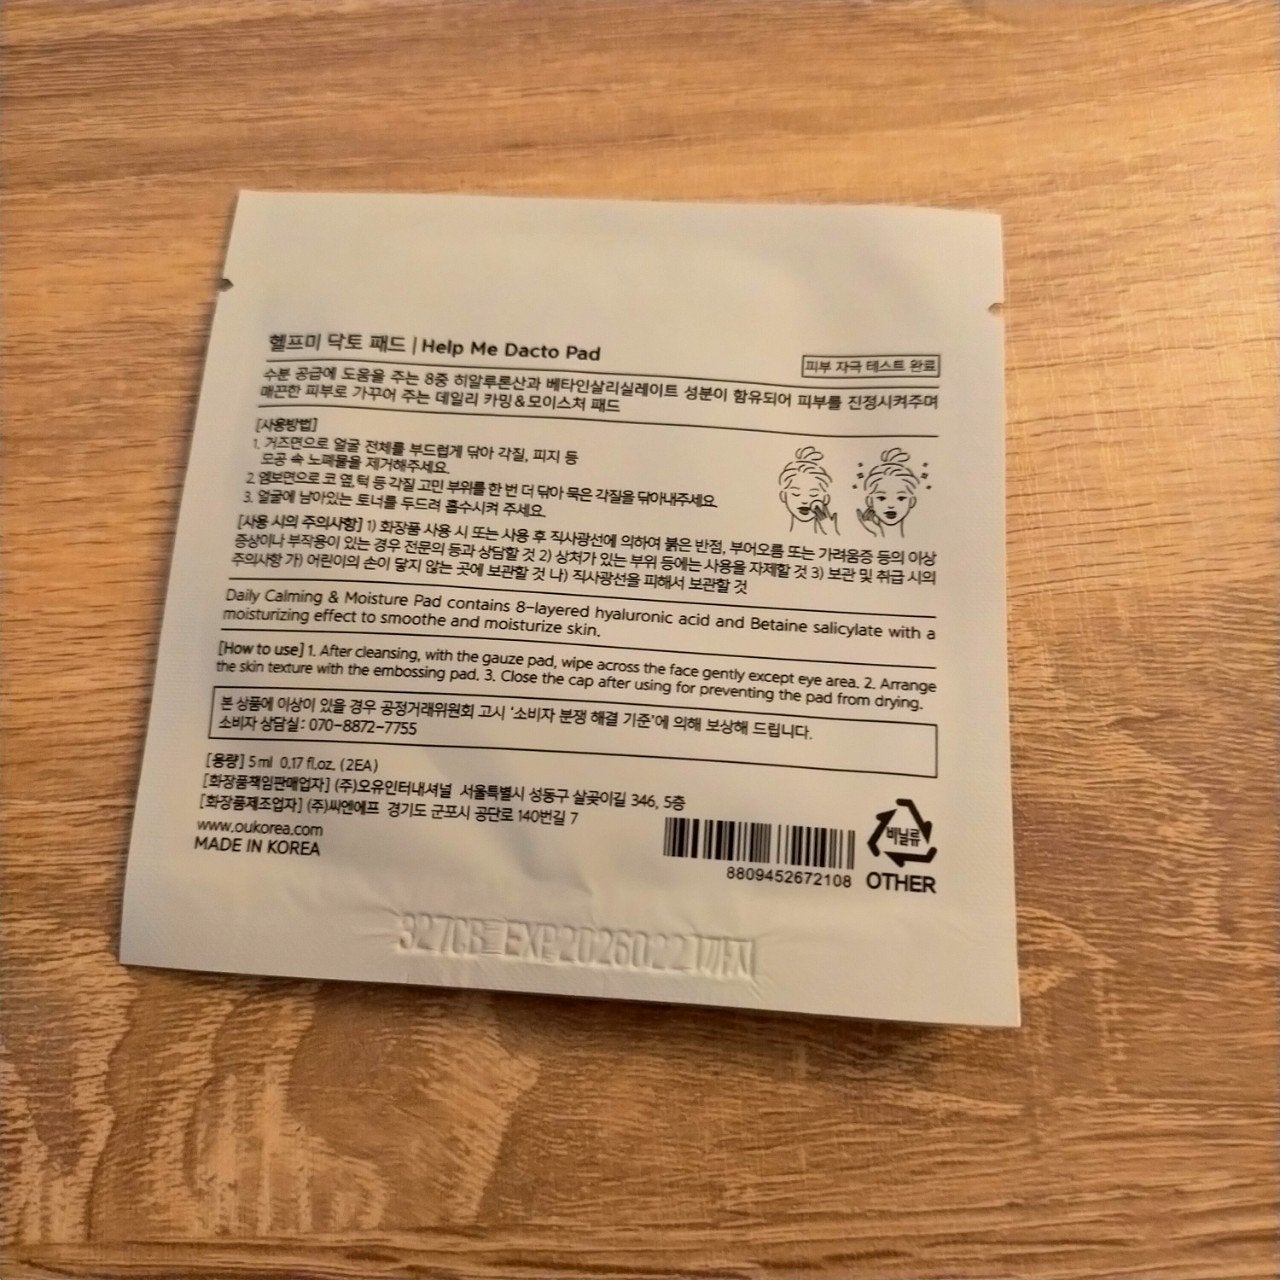 헬프미 닥토 패드 | Help Me Dacto Pad
피부 자극 테스트 완료
수분 공급에 도움을 주는 8중 히알루론산과 베타인살리실레이트 성분이 함유되어 피부를 진정시켜주며
매끈한 피부로 가꾸어 주는 데일리 카밍&모이스처 패드
[사용방법]
1. 거즈면으로 얼굴 전체를 부드럽게 닦아 각질, 피지 등
모공 속 노폐물을 제거해주세요.
2. 엠보면으로 코 옆, 턱 등 각질 고민 부위를 한 번 더 닦아 묵은 각질을 닦아내주세요.
3. 얼굴에 남아있는 토너를 두드려 흡수시켜 주세요.
[사용 시의 주의사항] 1) 화장품 사용 시 또는 사용 후 직사광선에 의하여 붉은 반점, 부어오름 또는 가려움증 등의 이상
증상이나 부작용이 있는 경우 전문의 등과 상담할 것 2) 상처가 있는 부위 등에는 사용을 자제할 것 3) 보관 및 취급 시의
주의사항 가) 어린이의 손이 닿지 않는 곳에 보관할 것 나) 직사광선을 피해서 보관할 것
Daily Calming & Moisture Pad contains 8-layered hyaluronic acid and Betaine salicylate with a
moisturizing effect to smoothe and moisturize skin.
[How to use] 1. After cleansing, with the gauze pad, wipe across the face gently except eye area. 2. Arrange
the skin texture with the embossing pad. 3. Close the cap after using for preventing the pad from drying.
본 상품에 이상이 있을 경우 공정거래위원회 고시 '소비자 분쟁 해결 기준'에 의해 보상해 드립니다.
소비자 상담실 : 070-8872-7755
[용량] 5 ml 0.17 fl.oz. (2EA)
[화장품책임판매업자] (주)오유인터내셔널 서울특별시 성동구 살곶이길 346, 5층
[화장품제조업자] (주)씨앤에프 경기도 군포시 공단로 140번길 7
www.oukorea.com
MADE IN KOREA
8809452672108
비닐류
OTHER
EXP20260221까지